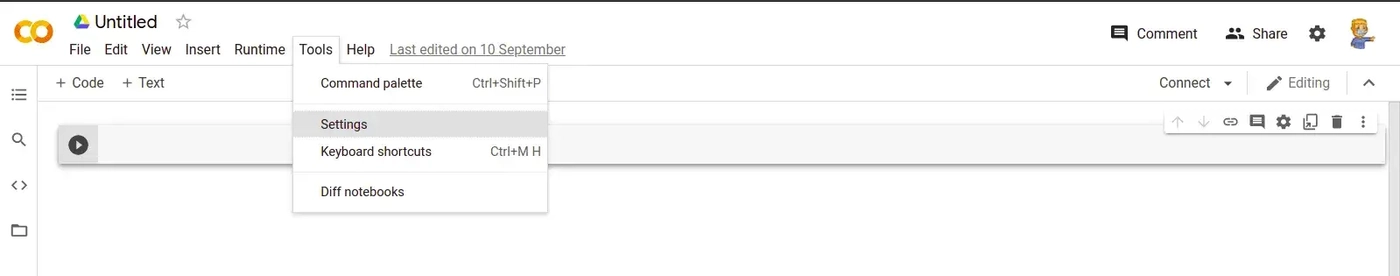 Untitled
File Edit View Insert Runtime Tools Help Last edited on 10 September
Comment Share
+ Code + Text
Connect Editing
Command palette Ctrl+Shift+P
Settings
Keyboard shortcuts Ctrl+M H
Diff notebooks